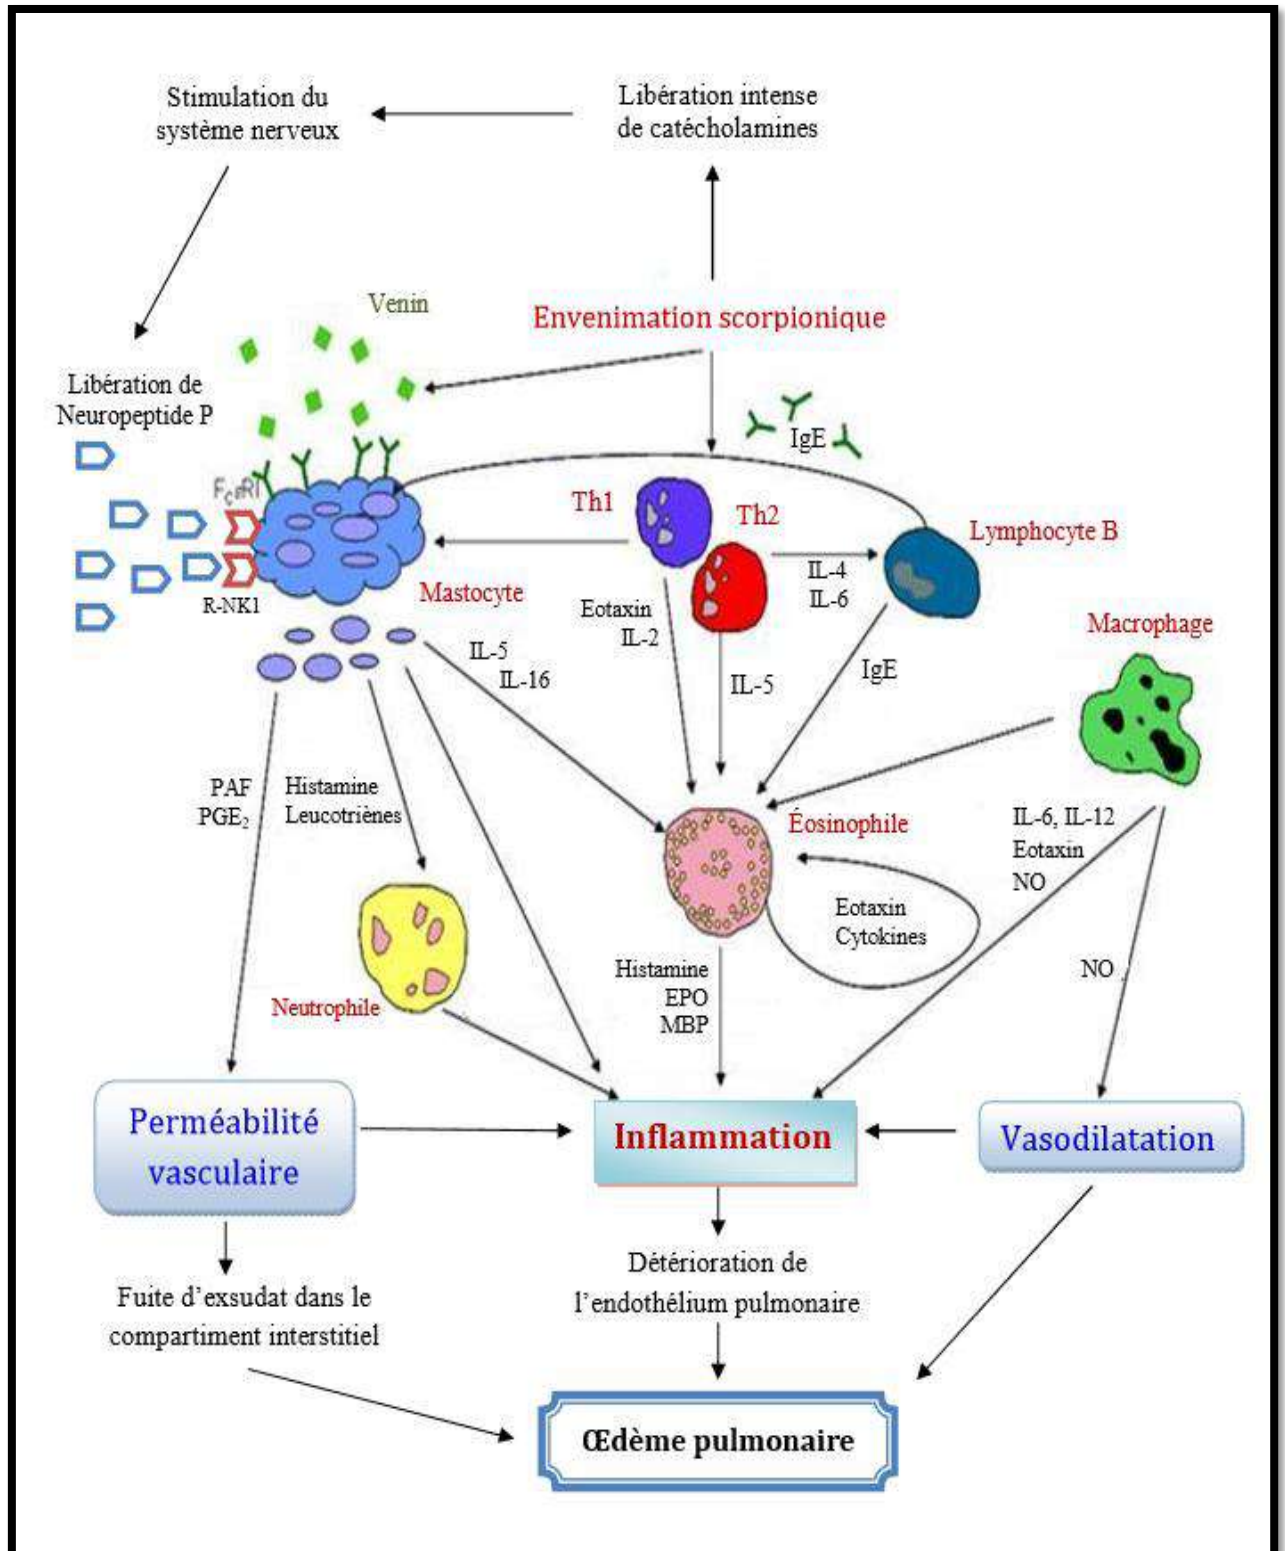 Stimulation du
système nerveux
Libération intense
de catécholamines
Venin
Envenimation scorpionique
Libération de
Neuropeptide P
IgE
Th1
Th2
Lymphocyte B
R-NK1
Mastocyte
IL-4
IL-6
Eotaxin
IL-2
Macrophage
IL-5
IL-16
IL-5
IgE
PAF
PGE₂
Histamine
Leucotriènes
Éosinophile
IL-6, IL-12
Eotaxin
NO
Eotaxin
Cytokines
Histamine
EPO
MBP
NO
Neutrophile
Perméabilité
vasculaire
Inflammation
Vasodilatation
Fuite d’exsudat dans le
compartiment interstitiel
Détérioration de
l’endothélium pulmonaire
Œdème pulmonaire